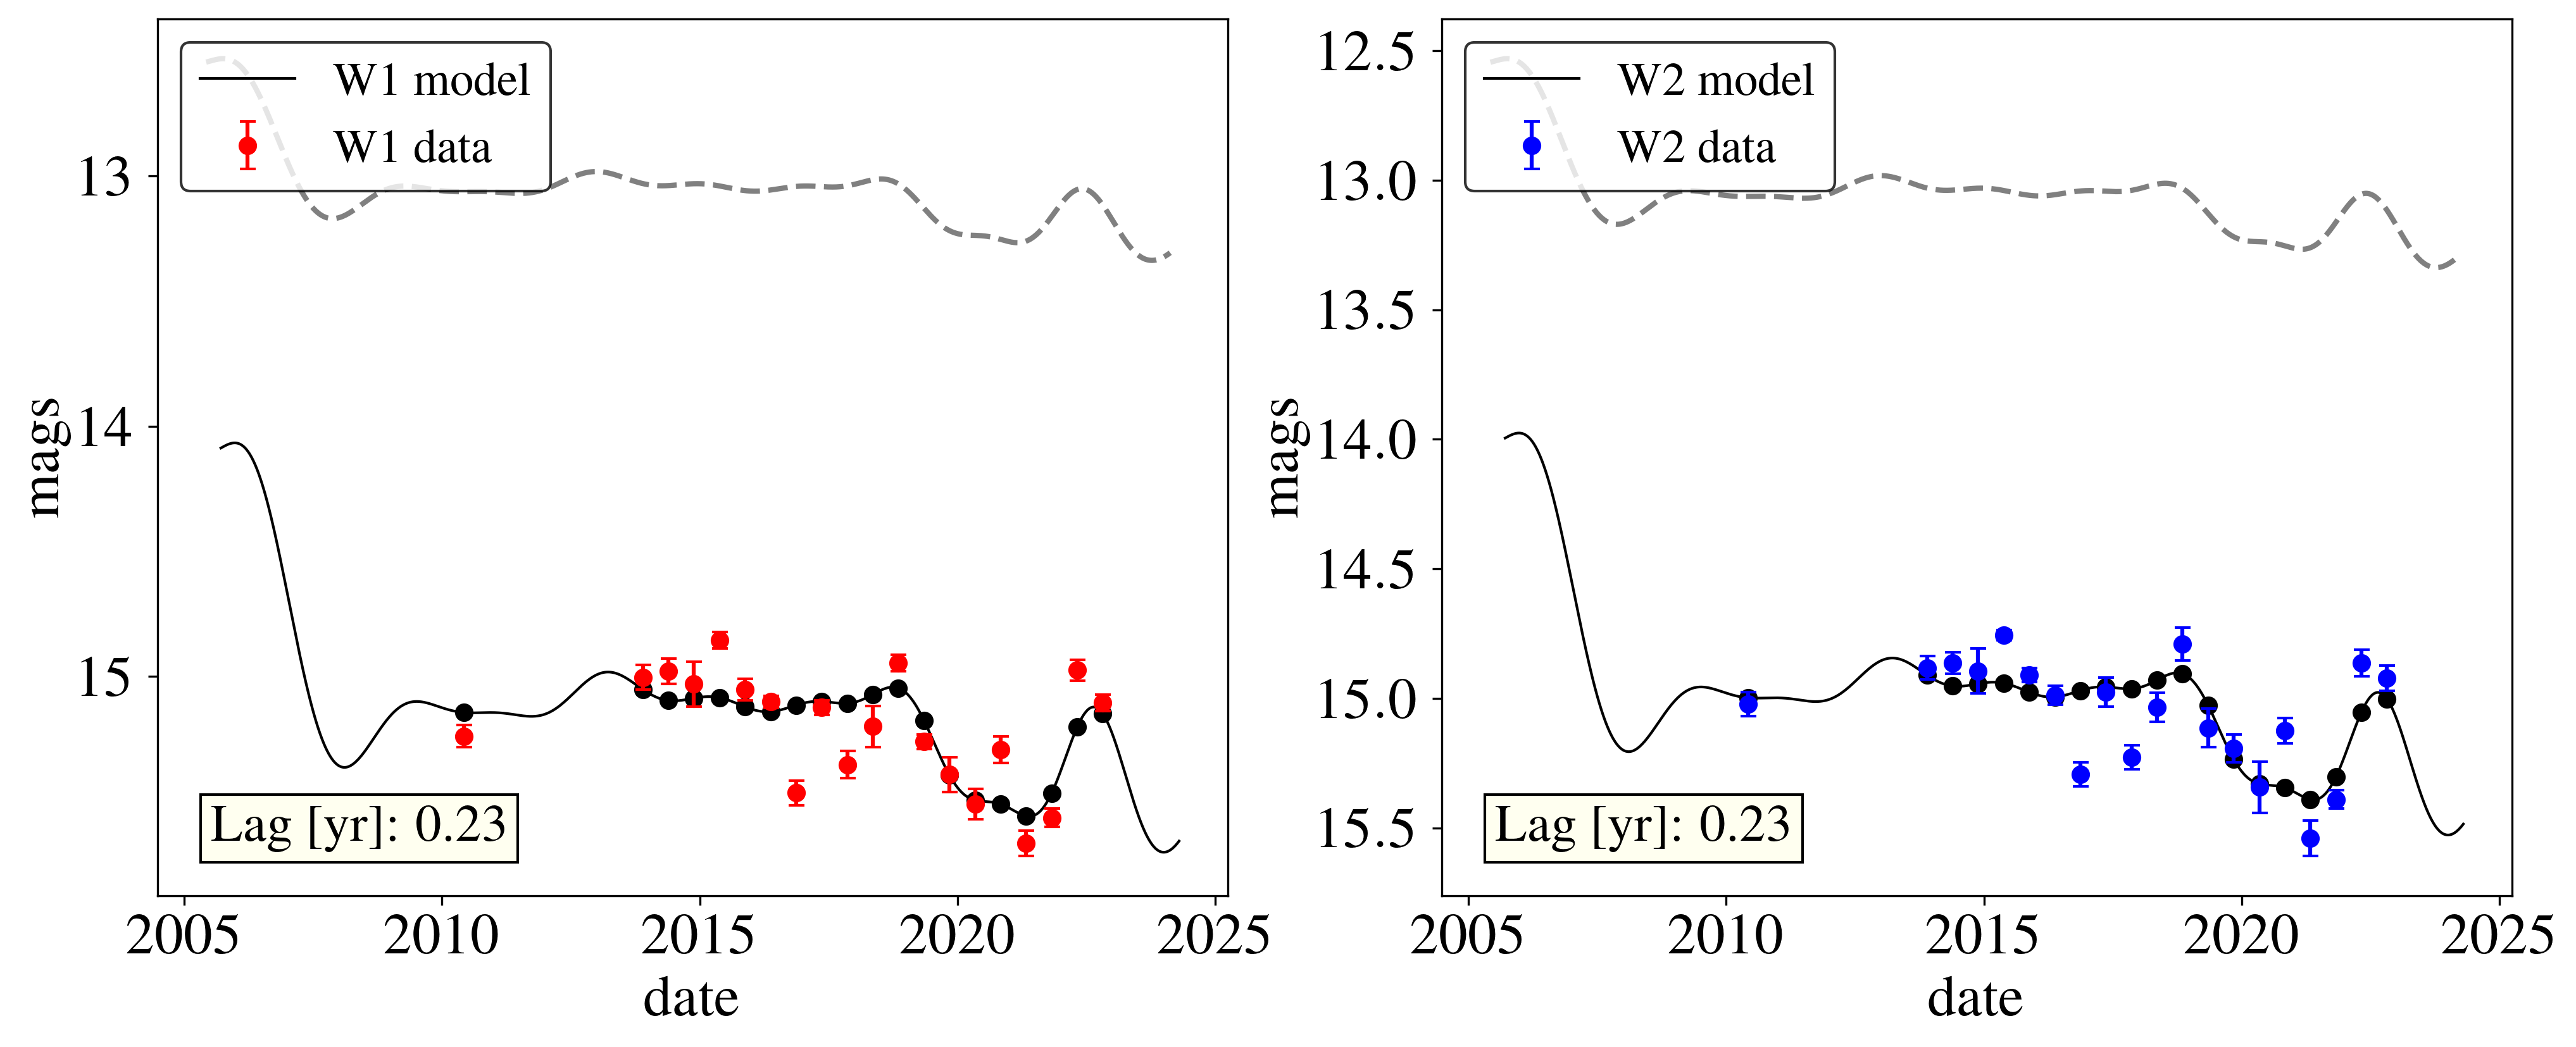 W1 model
W1 data
13
14
15
mags
Lag [yr]: 0.23
2005
2010
2015
2020
2025
date
W2 model
W2 data
12.5
13.0
13.5
14.0
14.5
15.0
15.5
mags
Lag [yr]: 0.23
2005
2010
2015
2020
2025
date